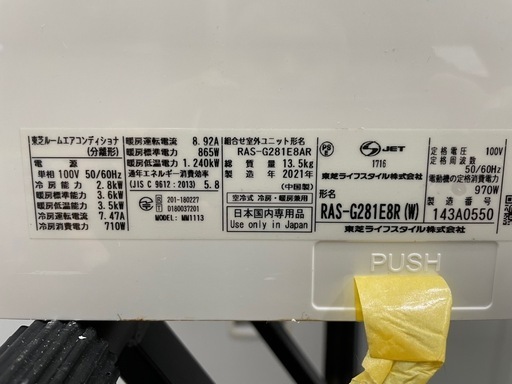 東芝ルームエアコンディショナ
(分離形)
電源
単相 100V 50/60Hz
冷房能力 2.8kW
暖房標準能力 3.6kW
暖房低温能力 3.5kW
冷房運転電流 7.47A
冷房消費電力 710W
暖房運転電流 8.92A
暖房標準電力 865W
暖房低温電力 1.240kW
通年エネルギー消費効率
(JIS C 9612:2013) 5.8
201-180227
D180037201
MODEL: MM1113
組合せ室外ユニット形名
RAS-G281E8AR
総質量 13.5kg
製造年 2021年
(中国製)
空冷式 冷房・暖房兼用
日本国内専用品
Use only in Japan
PS
E
JET
1716
東芝ライフスタイル株式会社
形名
RAS-G281E8R(W)
定格電圧 100V
定格周波数
50/60Hz
電動機の定格消費電力
970W
製造番号
143A0550
東芝ライフスタイル株式会社
PUSH